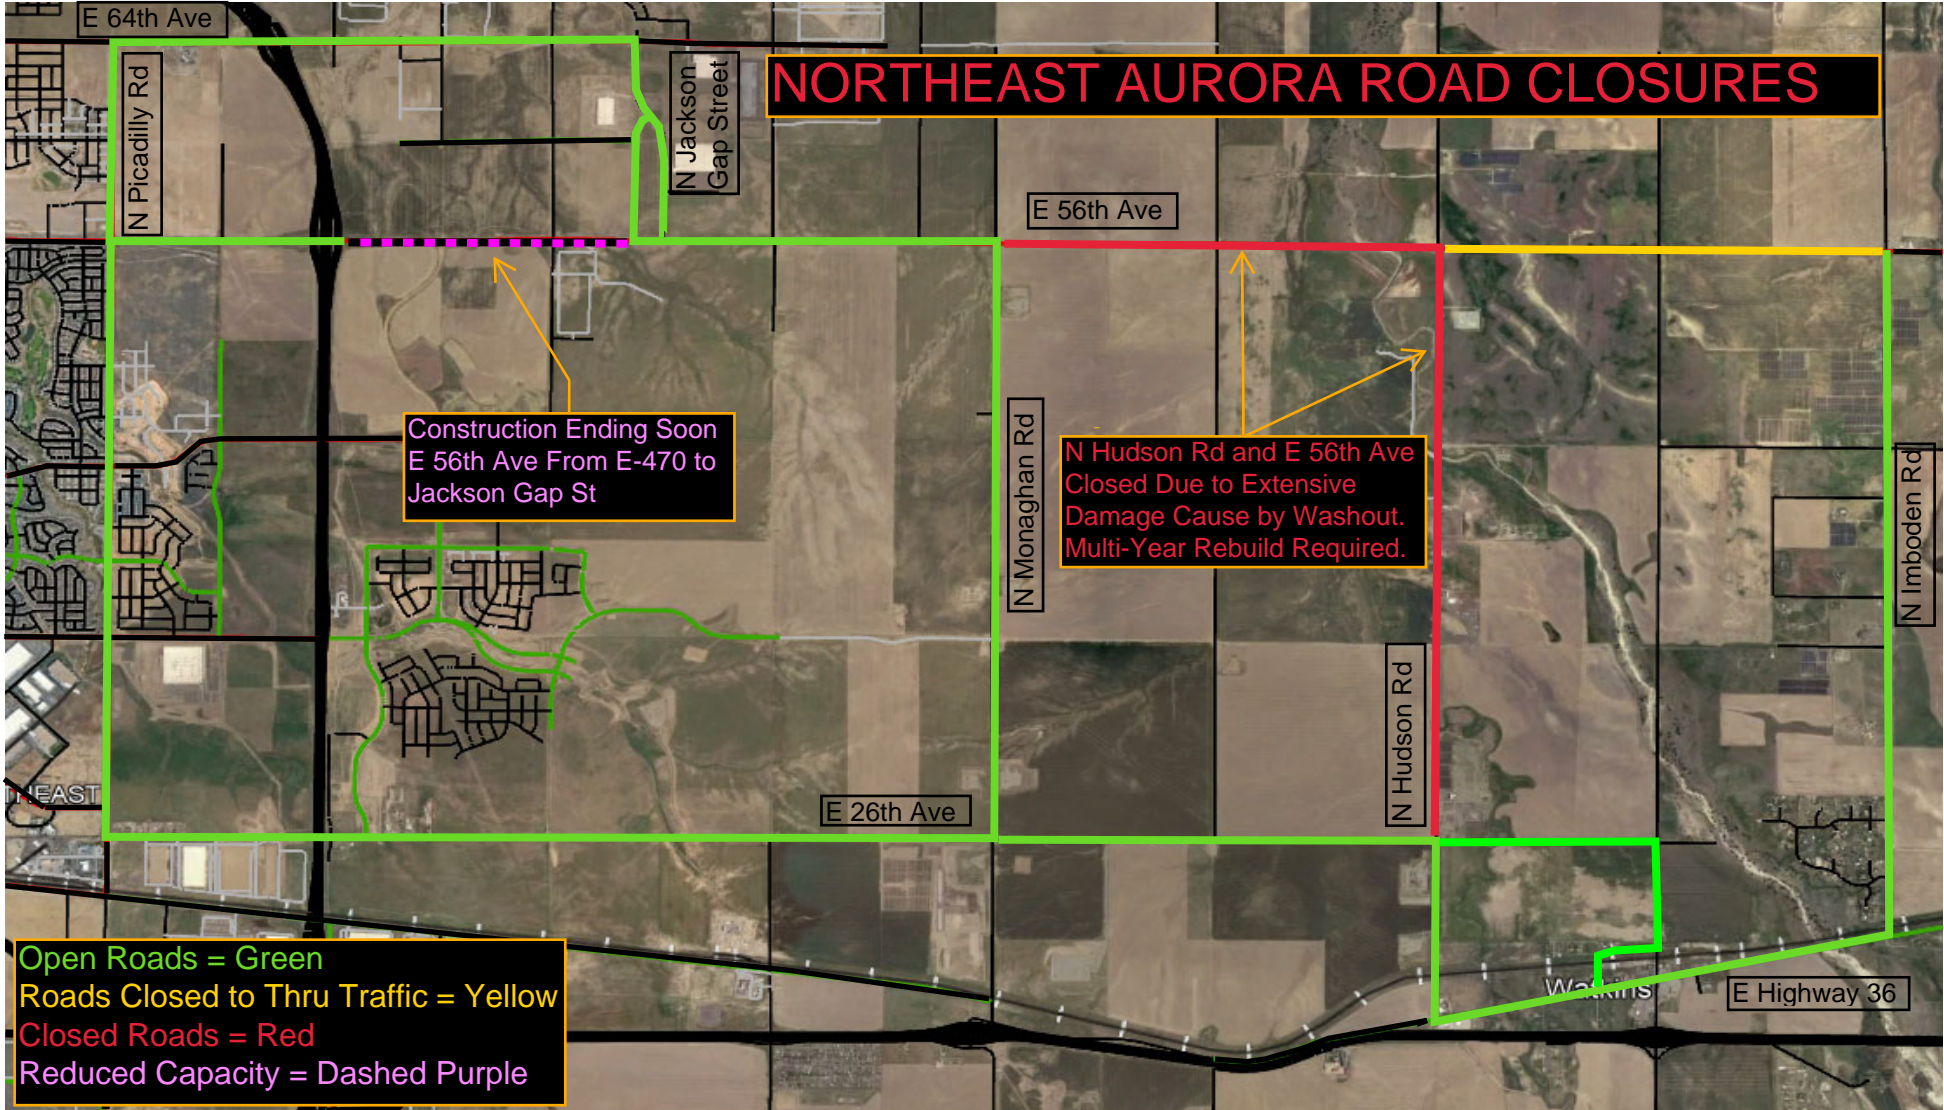 E 64th Ave
NORTHEAST AURORA ROAD CLOSURES
N Picadilly Rd
N Jackson
Gap Street
E 56th Ave
Construction Ending Soon
E 56th Ave From E-470 to
Jackson Gap St
N Monaghan Rd
N Hudson Rd and E 56th Ave
Closed Due to Extensive
Damage Cause by Washout.
Multi-Year Rebuild Required.
N Imboden Rd
N Hudson Rd
HEAST
E 26th Ave
Watkins
E Highway 36
Open Roads = Green
Roads Closed to Thru Traffic = Yellow
Closed Roads = Red
Reduced Capacity = Dashed Purple